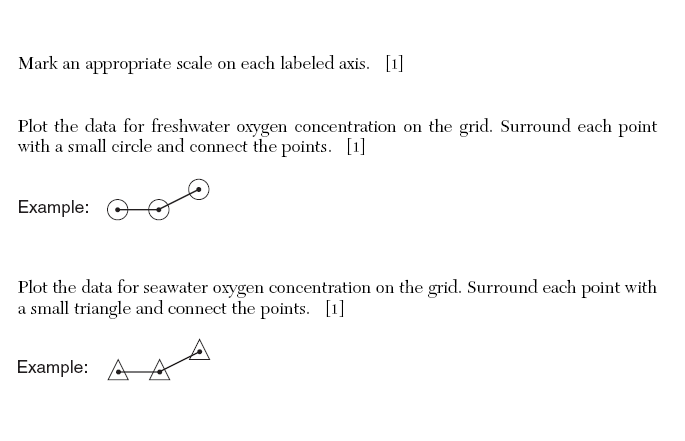 Mark an appropriate scale on each labeled axis. [1]
Plot the data for freshwater oxygen concentration on the grid. Surround each point
with a small circle and connect the points. [1]
Example:
Plot the data for seawater oxygen concentration on the grid. Surround each point with
a small triangle and connect the points. [1]
Example: